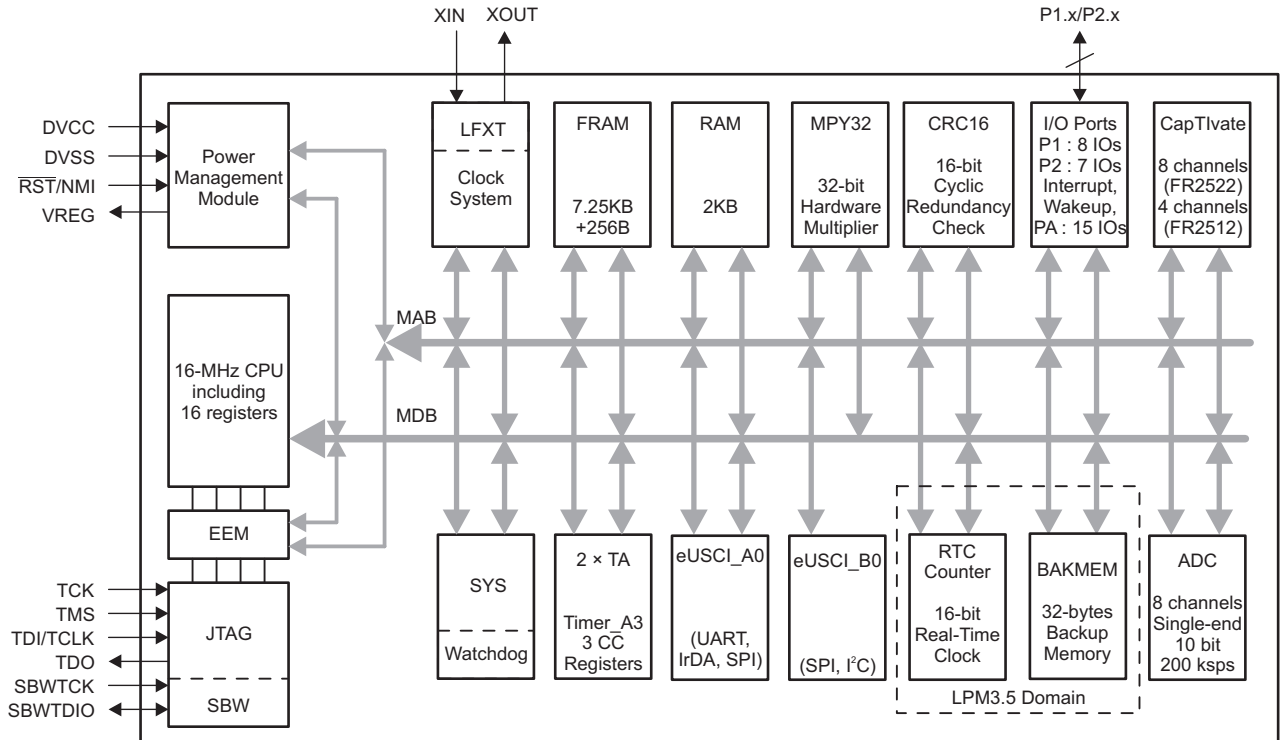 XIN XOUT
P1.x/P2.x
DVCC
DVSS
RST/NMI
VREG
Power
Management
Module
LFXT
Clock
System
FRAM
7.25KB
+256B
RAM
2KB
MPY32
32-bit
Hardware
Multiplier
CRC16
16-bit
Cyclic
Redundancy
Check
I/O Ports
P1 : 8 IOs
P2 : 7 IOs
Interrupt,
Wakeup,
PA : 15 IOs
CapTIvate
8 channels
(FR2522)
4 channels
(FR2512)
MAB
16-MHz CPU
including
16 registers
MDB
EEM
TCK
TMS
TDI/TCLK
TDO
SBWTCK
SBWTDIO
JTAG
SBW
SYS
Watchdog
2 × TA
Timer_A3
3 CC
Registers
eUSCI_A0
(UART,
IrDA, SPI)
eUSCI_B0
(SPI, I²C)
RTC
Counter
16-bit
Real-Time
Clock
BAKMEM
32-bytes
Backup
Memory
LPM3.5 Domain
ADC
8 channels
Single-end
10 bit
200 ksps